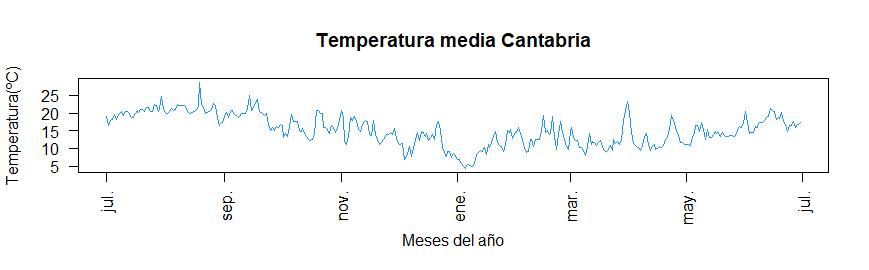 Temperatura media Cantabria
Temperatura(ºC)
25
20
15
10
5
jul.
sep.
nov.
ene.
mar.
may.
jul.
Meses del año